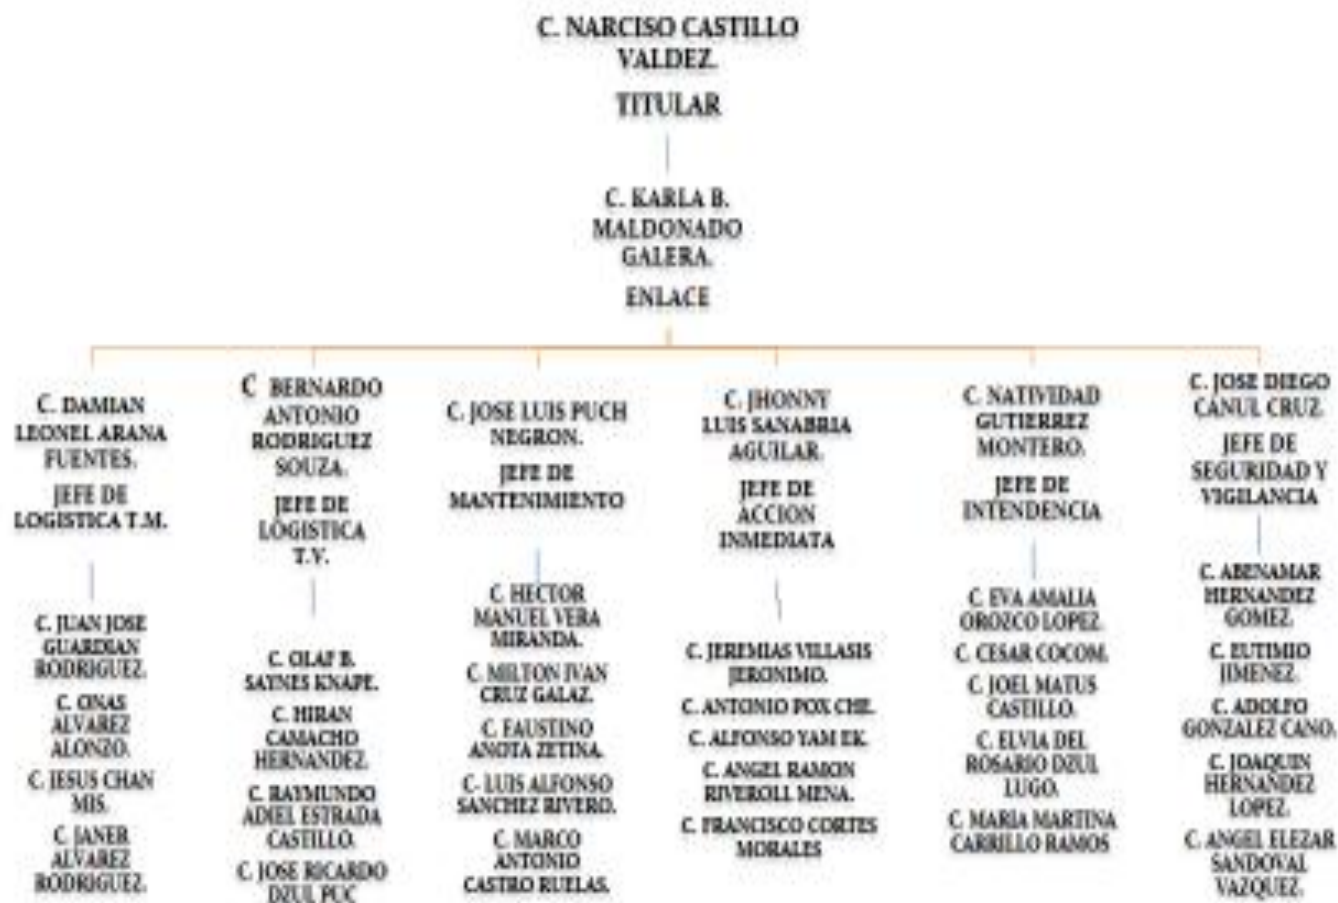 C. NARCISO CASTILLO
VALDEZ.
TITULAR
C. KARLA B.
MALDONADO
GALERA.
ENLACE
C. DAMIAN
LEONEL ARANA
FUENTES.
JEFE DE
LOGISTICA T.M.
C. JUAN JOSE
GUARDIAN
RODRIGUEZ.
C. ONAS
ALVAREZ
ALONZO.
C. JESUS CHAN
MIS.
C. JANER
ALVAREZ
RODRIGUEZ.
C BERNARDO
ANTONIO
RODRIGUEZ
SOUZA.
JEFE DE
LOGISTICA
T.V.
C. OLAF B.
SAYNES KNAPE.
C. HIRAN
CAMACHO
HERNANDEZ.
C. RAYMUNDO
ADIEL ESTRADA
CASTILLO.
C. JOSE RICARDO
DZUL PUC
C. JOSE LUIS PUCH
NEGRON.
JEFE DE
MANTENIMIENTO
C. HECTOR
MANUEL VERA
MIRANDA.
C. MILTON IVAN
CRUZ GALAZ.
C. FAUSTINO
ANOTA ZETINA.
C- LUIS ALFONSO
SANCHEZ RIVERO.
C. MARCO
ANTONIO
CASTRO RUELAS.
C. JHONNY
LUIS SANABRIA
AGUILAR.
JEFE DE
ACCION
INMEDIATA
C. JEREMIAS VILLASIS
JERONIMO.
C. ANTONIO POX CHE.
C. ALFONSO YAM EK.
C. ANGEL RAMON
RIVEROLL MENA.
C. FRANCISCO CORTES
MORALES
C. NATIVIDAD
GUTIERREZ
MONTERO.
JEFE DE
INTENDENCIA
C. EVA AMALIA
OROZCO LOPEZ.
C. CESAR COCOM.
C. JOEL MATUS
CASTILLO.
C. ELVIA DEL
ROSARIO DZUL
LUGO.
C. MARIA MARTINA
CARRILLO RAMOS
C. JOSE DIEGO
CANUL CRUZ.
JEFE DE
SEGURIDAD Y
VIGILANCIA
C. ABENAMAR
HERNANDEZ
GOMEZ.
C. EUTIMIO
JIMENEZ.
C. ADOLFO
GONZALEZ CANO.
C. JOAQUIN
HERNANDEZ
LOPEZ.
C. ANGEL ELEZAR
SANDOVAL
VAZQUEZ.